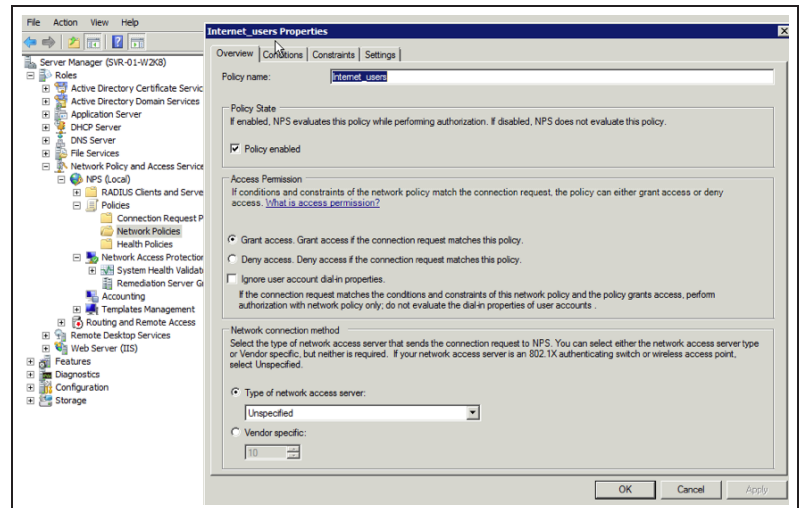 File Action View Help
Server Manager (SVR-01-W2K8)
Roles
Active Directory Certificate Servic
Active Directory Domain Services
Application Server
DHCP Server
DNS Server
File Services
Network Policy and Access Service
NPS (Local)
RADIUS Clients and Serve
Policies
Connection Request P
Network Policies
Health Policies
Network Access Protection
System Health Validato
Remediation Server G
Accounting
Templates Management
Routing and Remote Access
Remote Desktop Services
Web Server (IIS)
Features
Diagnostics
Configuration
Storage
Internet_users Properties
Overview Conditions Constraints Settings
Policy name: Internet_users
Policy State
If enabled, NPS evaluates this policy while performing authorization. If disabled, NPS does not evaluate this policy.
Policy enabled
Access Permission
If conditions and constraints of the network policy match the connection request, the policy can either grant access or deny
access. What is access permission?
Grant access. Grant access if the connection request matches this policy.
Deny access. Deny access if the connection request matches this policy.
Ignore user account dial-in properties.
If the connection request matches the conditions and constraints of this network policy and the policy grants access, perform
authorization with network policy only; do not evaluate the dial-in properties of user accounts .
Network connection method
Select the type of network access server that sends the connection request to NPS. You can select either the network access server type
or Vendor specific, but neither is required. If your network access server is an 802.1X authenticating switch or wireless access point,
select Unspecified.
Type of network access server:
Unspecified
Vendor specific:
10
OK Cancel Apply